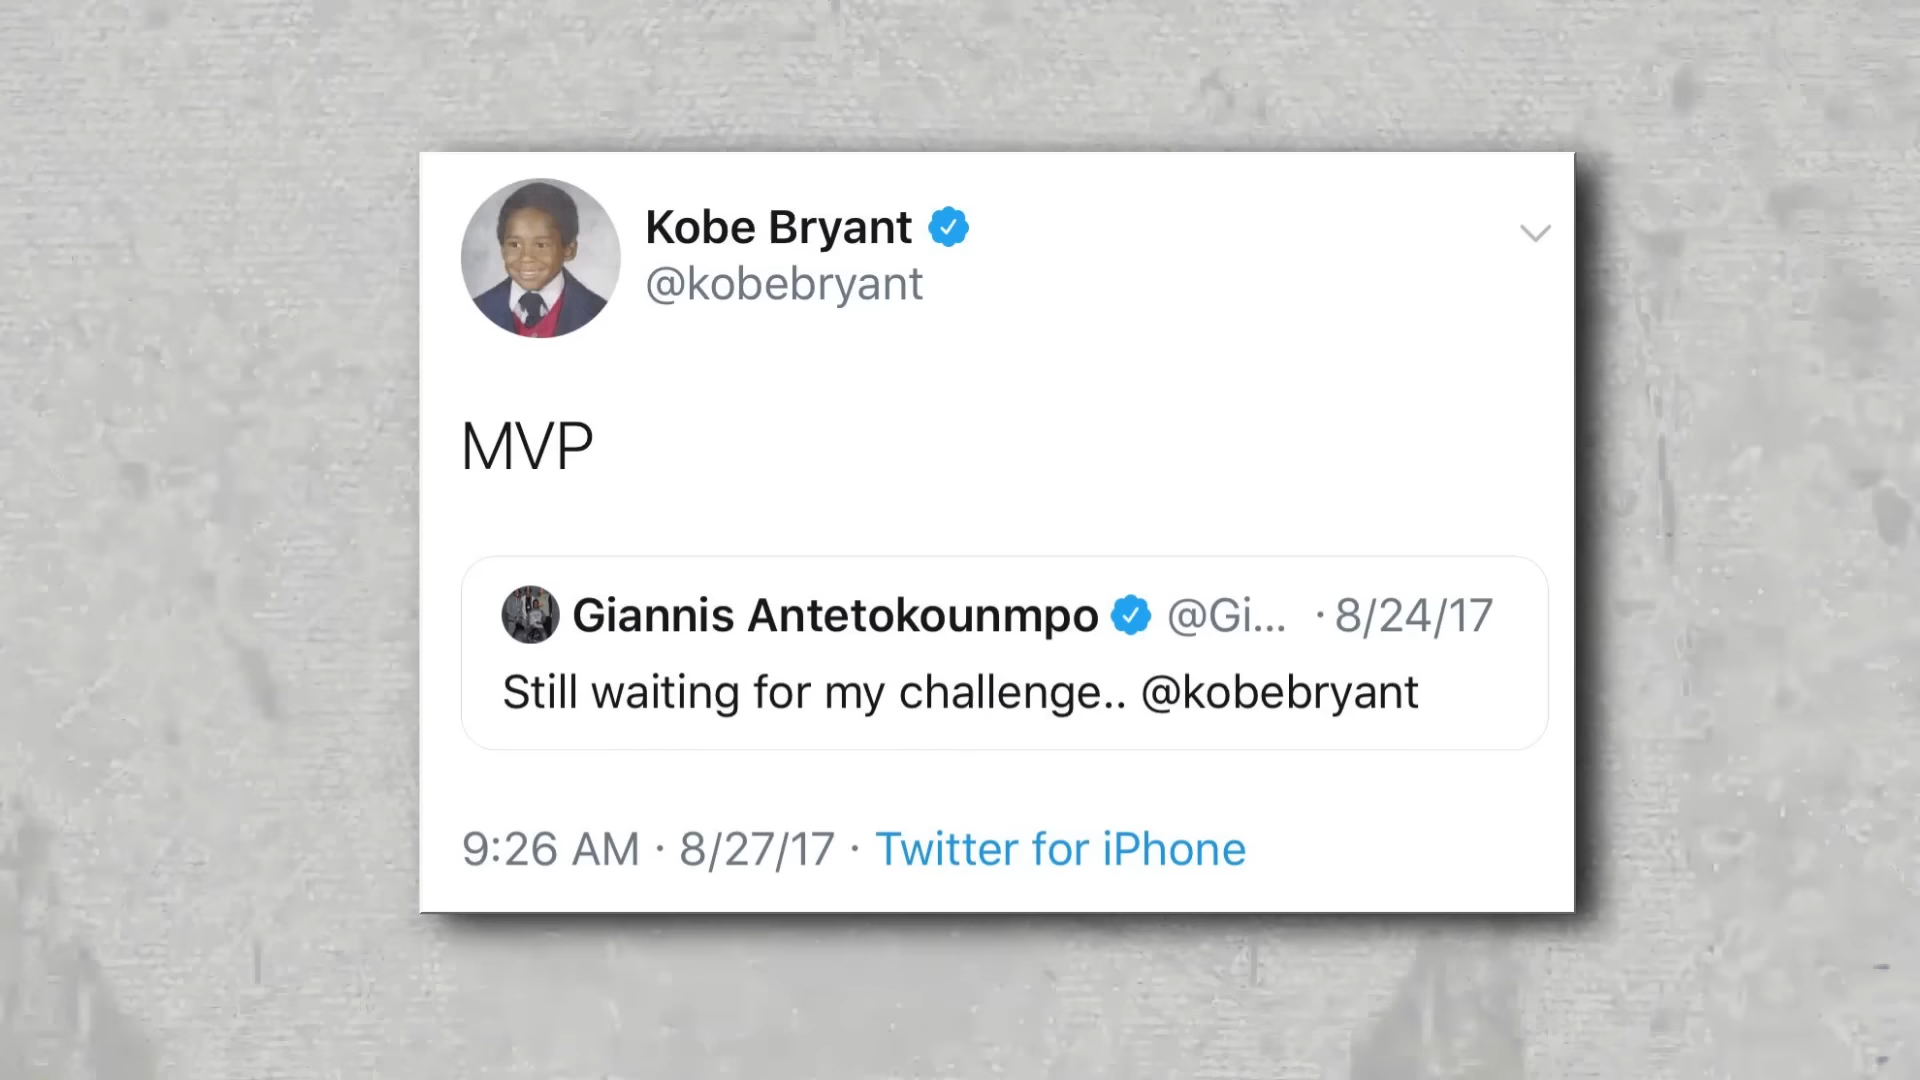 Kobe Bryant
@kobebryant
MVP
Giannis Antetokounmpo @Gi... · 8/24/17
Still waiting for my challenge.. @kobebryant
9:26 AM · 8/27/17 · Twitter for iPhone